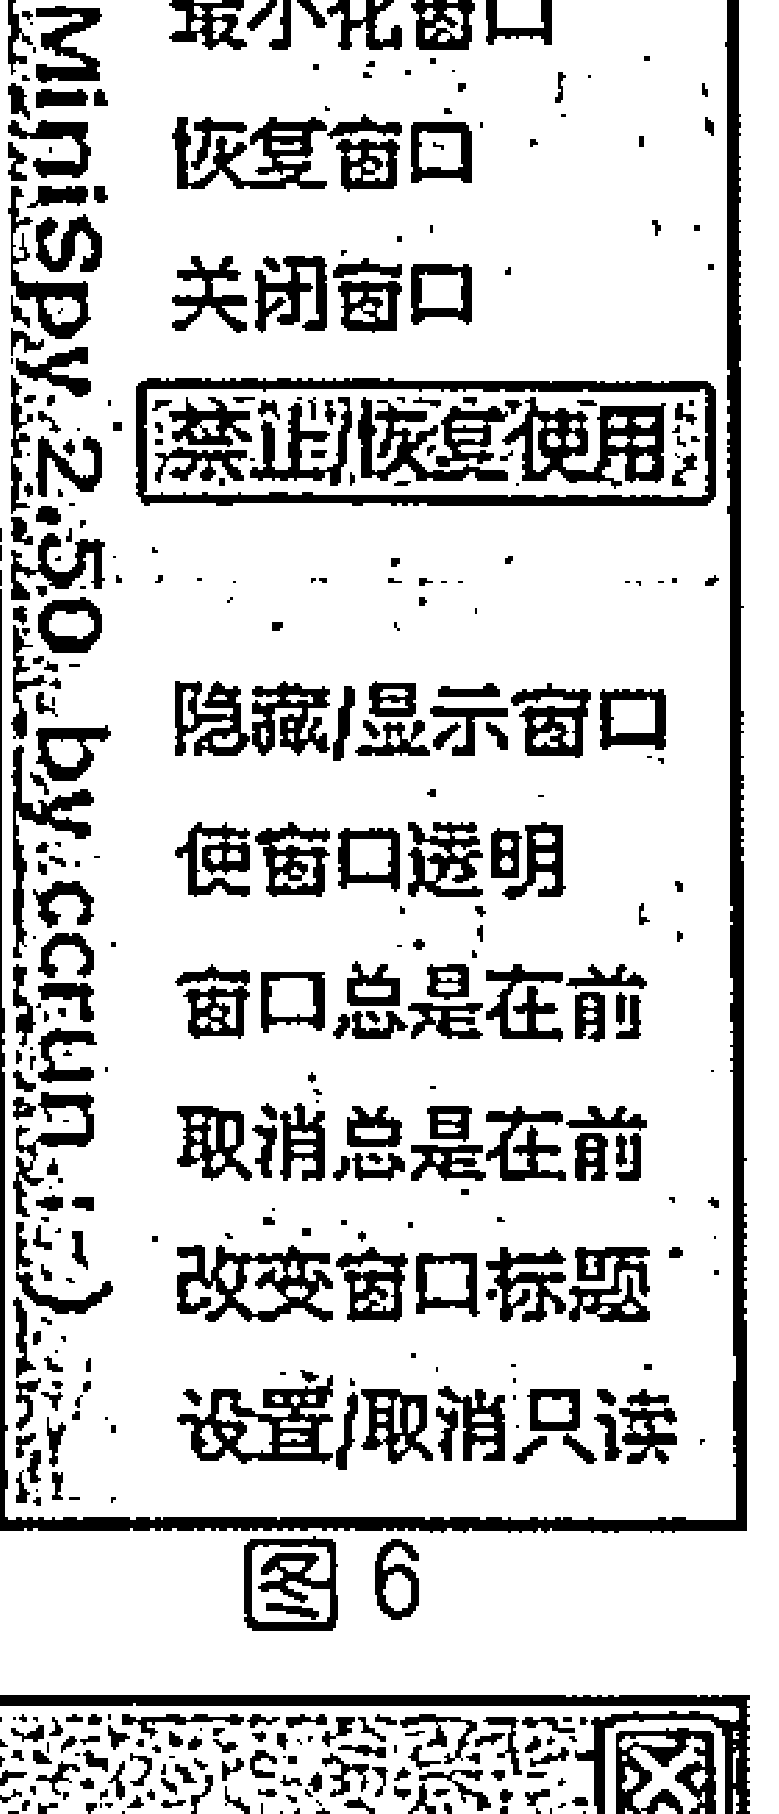 最小化窗口
恢复窗口
关闭窗口
禁止/恢复使用
隐藏/显示窗口
使窗口透明
窗口总是在前
取消总是在前
改变窗口标题
设置/取消只读
MiniSpy 2.50 by ccrun :-)
图 6